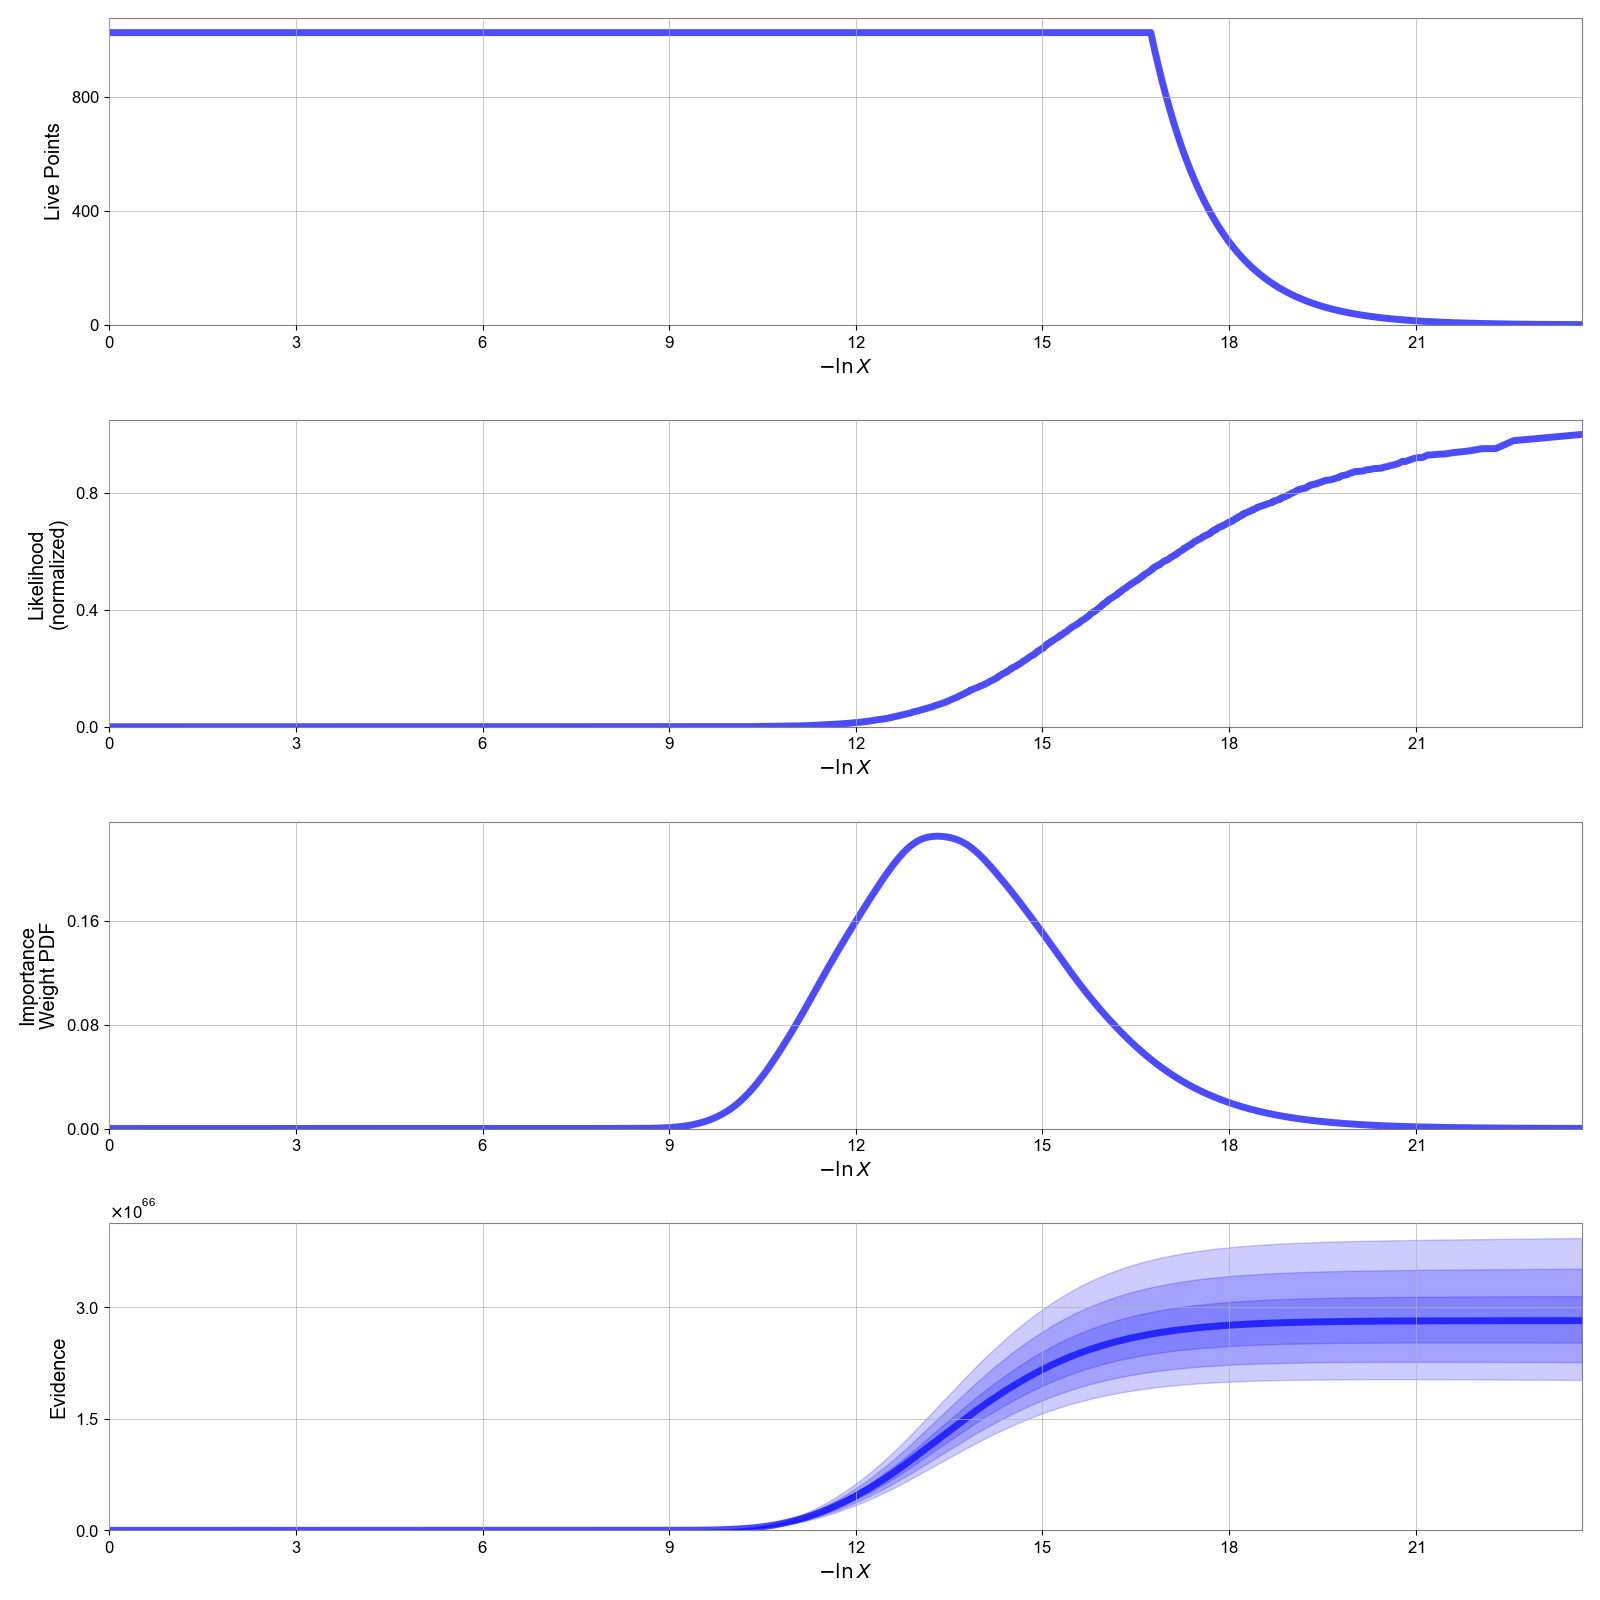 800
400
0
Live Points
0 3 6 9 12 15 18 21
−ln X
0.8
0.4
0.0
Likelihood
(normalized)
0 3 6 9 12 15 18 21
−ln X
0.16
0.08
0.00
Importance
Weight PDF
0 3 6 9 12 15 18 21
−ln X
×10⁶⁶
3.0
1.5
0.0
Evidence
0 3 6 9 12 15 18 21
−ln X